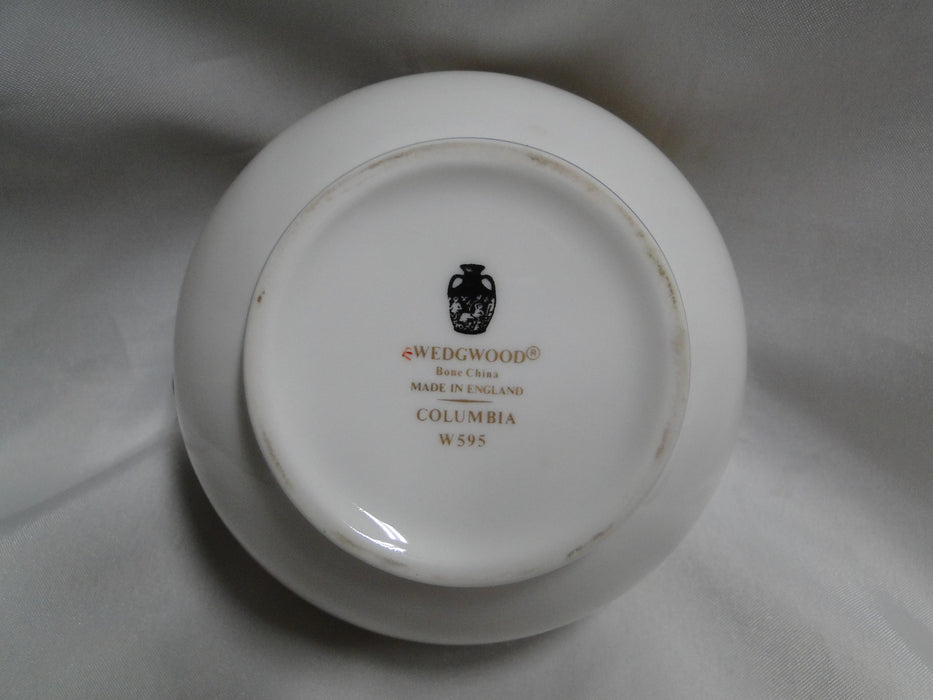 WEDGWOOD®
Bone China
MADE IN ENGLAND
COLUMBIA
W595